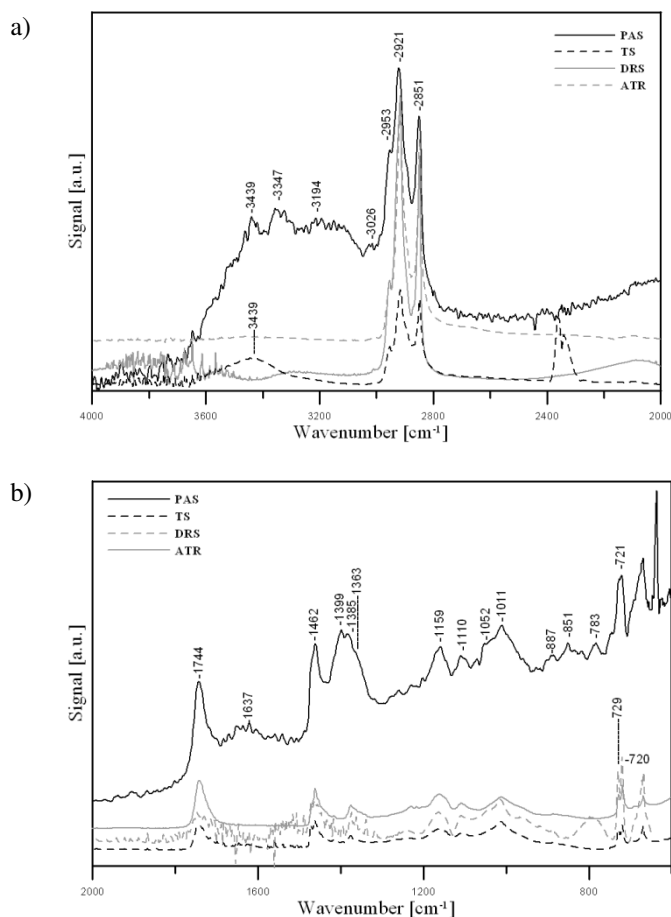 a)
PAS
TS
DRS
ATR
-2921
-2851
-2953
-3439
-3347
-3194
-3026
3439
Signal [a.u.]
4000
3600
3200
2800
2400
2000
Wavenumber [cm-1]
b)
PAS
TS
DRS
ATR
-1744
1637
-1462
-1399
-1385
-1363
-1159
-1110
-1052
-1011
-887
-851
-783
-721
729
-720
Signal [a.u.]
2000
1600
1200
800
Wavenumber [cm-1]